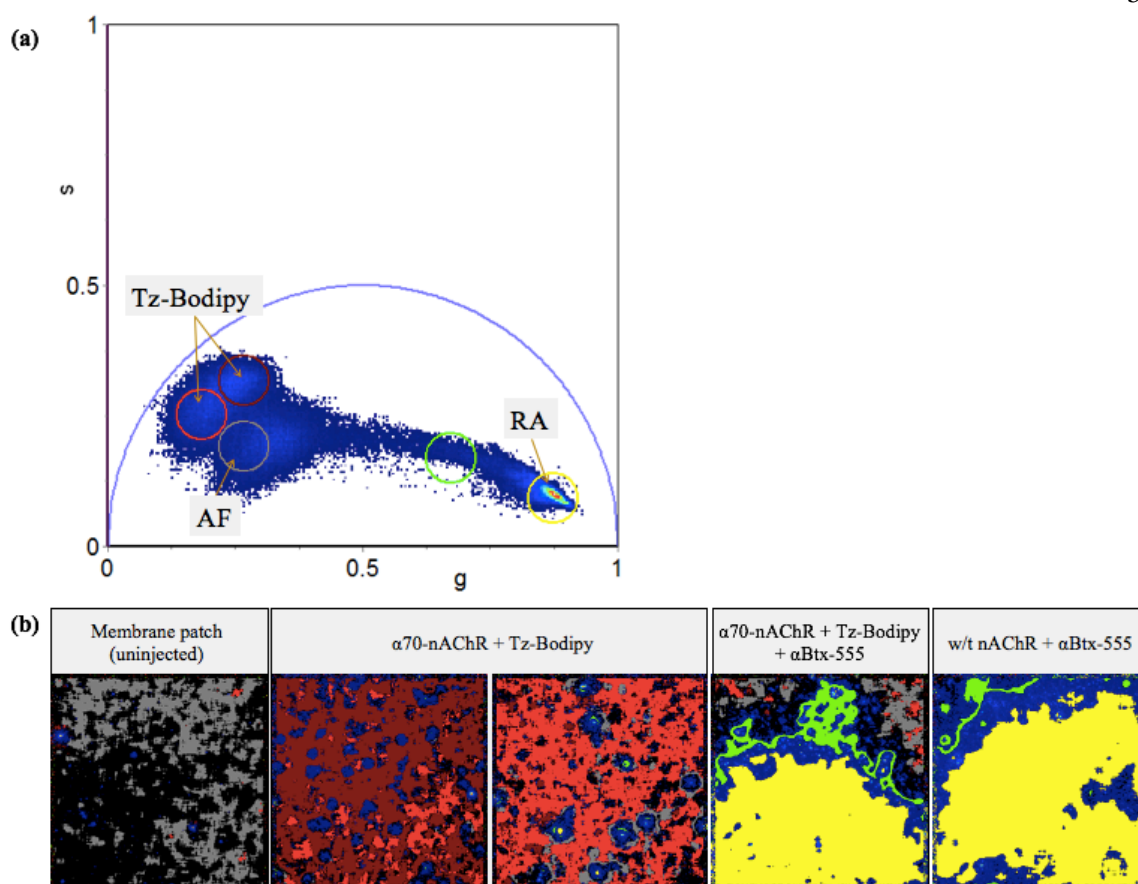 (a)
1
s
0.5
0
Tz-Bodipy
AF
RA
0
0.5
1
g
(b)
Membrane patch
(uninjected)
α70-nAChR + Tz-Bodipy
α70-nAChR + Tz-Bodipy
+ αBtx-555
w/t nAChR + αBtx-555